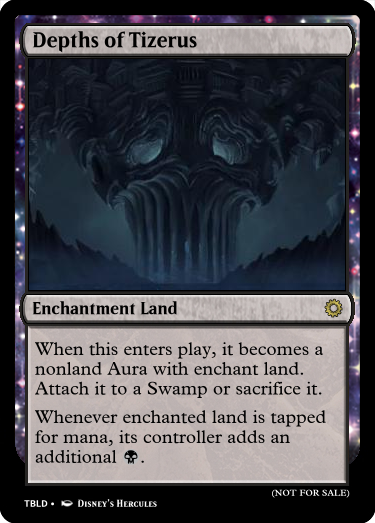 Depths of Tizerus
Enchantment Land
When this enters play, it becomes a
nonland Aura with enchant land.
Attach it to a Swamp or sacrifice it.
Whenever enchanted land is tapped
for mana, its controller adds an
additional .
(NOT FOR SALE)
TBLD • Disney's Hercules